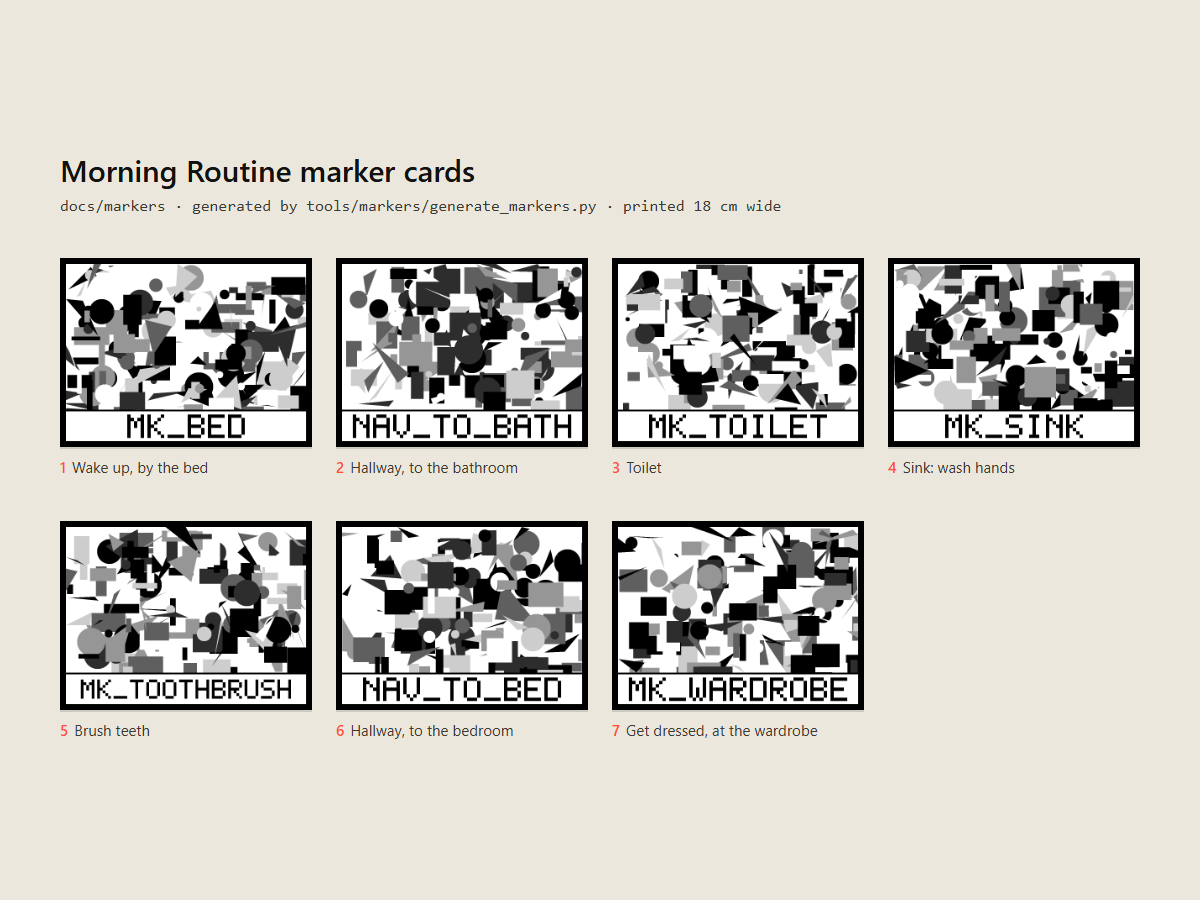 Morning Routine marker cards
docs/markers · generated by tools/markers/generate_markers.py · printed 18 cm wide
MK_BED
1 Wake up, by the bed
NAV_TO_BATH
2 Hallway, to the bathroom
MK_TOILET
3 Toilet
MK_SINK
4 Sink: wash hands
MK_TOOTHBRUSH
5 Brush teeth
NAV_TO_BED
6 Hallway, to the bedroom
MK_WARDROBE
7 Get dressed, at the wardrobe